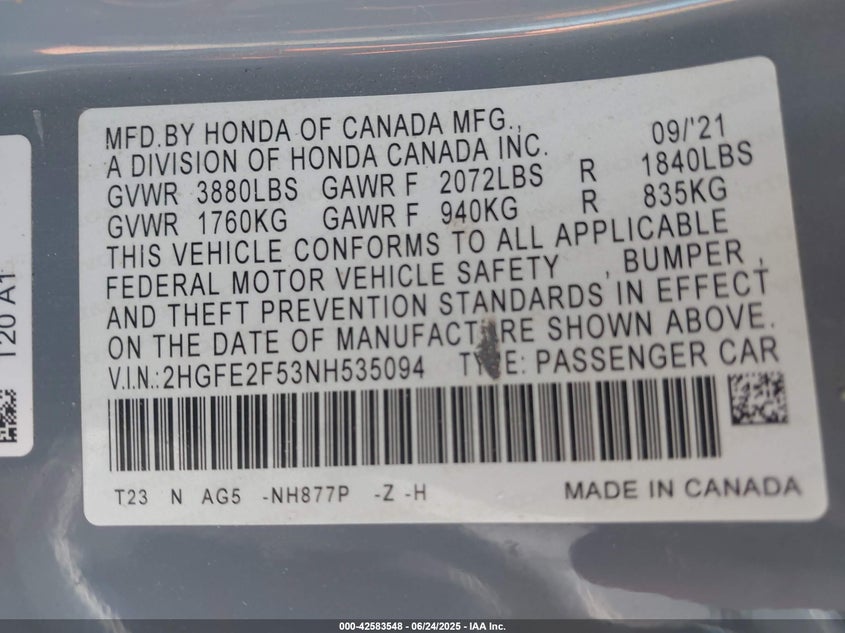 MFD.BY HONDA OF CANADA MFG., 09/'21
A DIVISION OF HONDA CANADA INC.
GVWR 3880LBS GAWR F 2072LBS R 1840LBS
GVWR 1760KG GAWR F 940KG R 835KG
THIS VEHICLE CONFORMS TO ALL APPLICABLE
FEDERAL MOTOR VEHICLE SAFETY , BUMPER ,
AND THEFT PREVENTION STANDARDS IN EFFECT
ON THE DATE OF MANUFACTURE SHOWN ABOVE.
V.I.N.:2HGFE2F53NH535094 TYPE: PASSENGER CAR
T23 N AG5 -NH877P -Z -H MADE IN CANADA
T20 A1
000-42583548 - 06/24/2025 - IAA Inc.